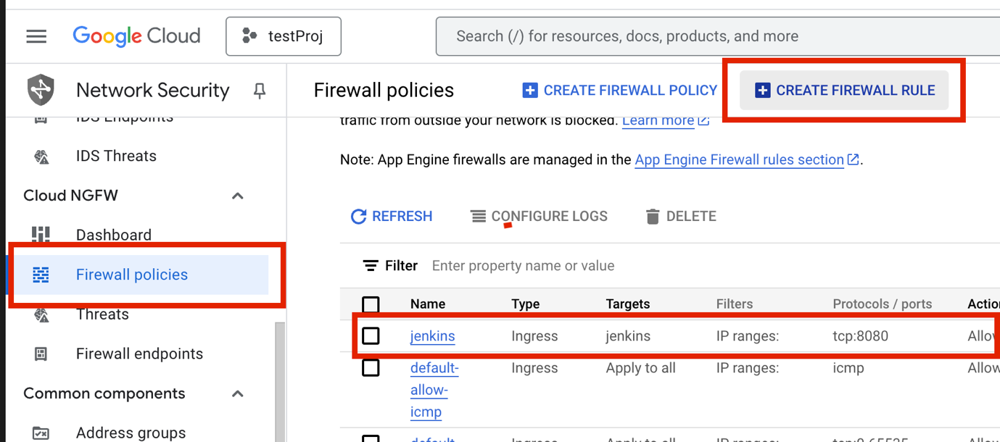 Google Cloud
testProj
Search (/) for resources, docs, products, and more
Network Security
Firewall policies
CREATE FIREWALL POLICY
CREATE FIREWALL RULE
IDS Endpoints
IDS Threats
Cloud NGFW
Dashboard
Firewall policies
Threats
Firewall endpoints
Common components
Address groups
traffic from outside your network is blocked. Learn more
Note: App Engine firewalls are managed in the App Engine Firewall rules section.
REFRESH
CONFIGURE LOGS
DELETE
Filter Enter property name or value
Name Type Targets Filters Protocols / ports Actio
jenkins Ingress jenkins IP ranges: tcp:8080 Allow
default- Ingress Apply to all IP ranges: icmp Allow
allow-
icmp
default- Ingress Apply to all IP ranges: tcp:0-65535 Allow